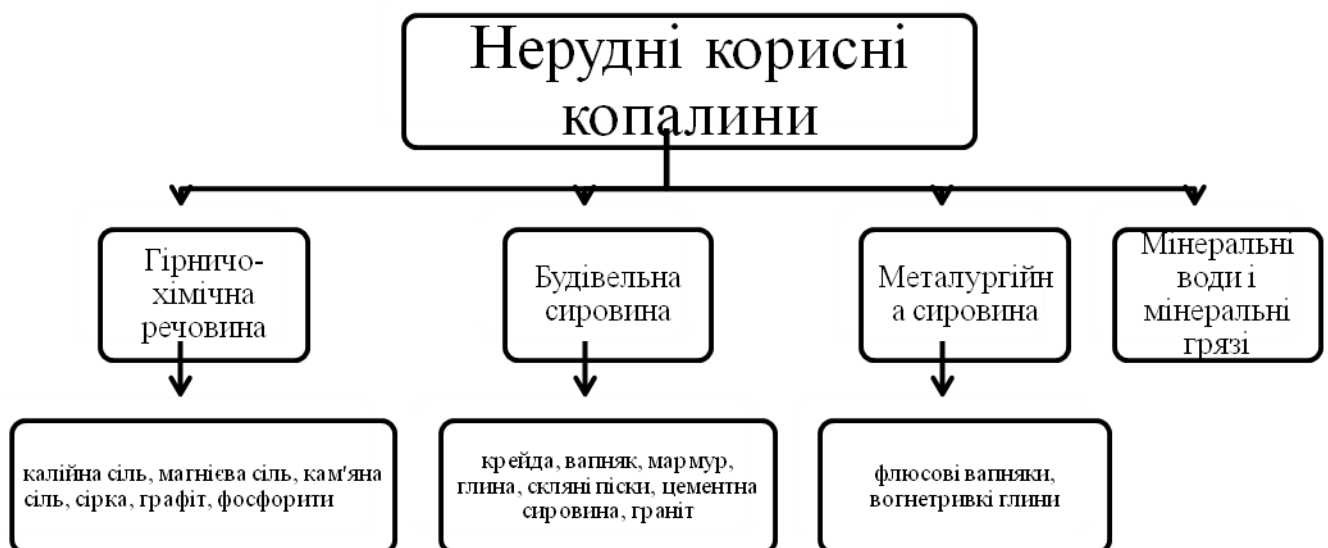 Нерудні корисні
копалини
Гірничо-
хімічна
речовина
Будівельна
сировина
Металургійн
а сировина
Мінеральні
води і
мінеральні
грязі
калійна сіль, магнієва сіль, кам'яна
сіль, сірка, графіт, фосфорити
крейда, вапняк, мармур,
глина, скляні піски, цементна
сировина, граніт
флюсові вапняки,
вогнетривкі глини